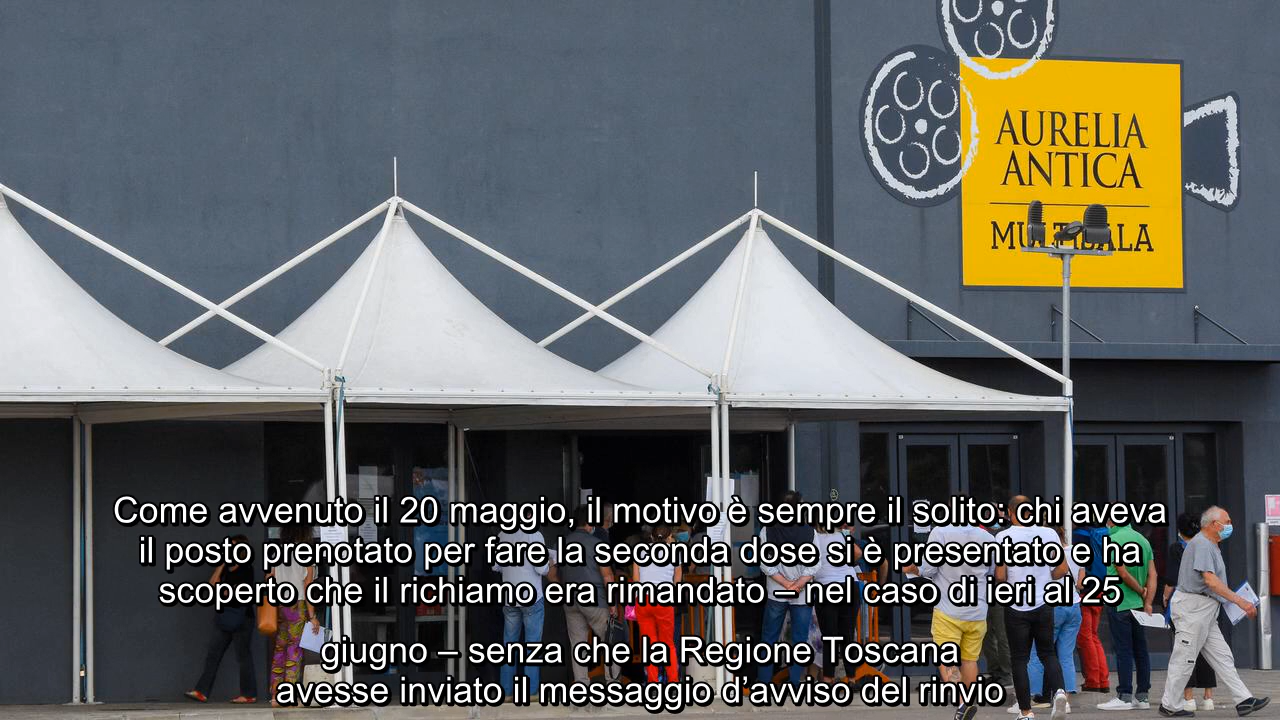 AURELIA
ANTICA
MULTISALA
Come avvenuto il 20 maggio, il motivo è sempre il solito: chi aveva
il posto prenotato per fare la seconda dose si è presentato e ha
scoperto che il richiamo era rimandato – nel caso di ieri al 25
giugno – senza che la Regione Toscana
avesse inviato il messaggio d’avviso del rinvio